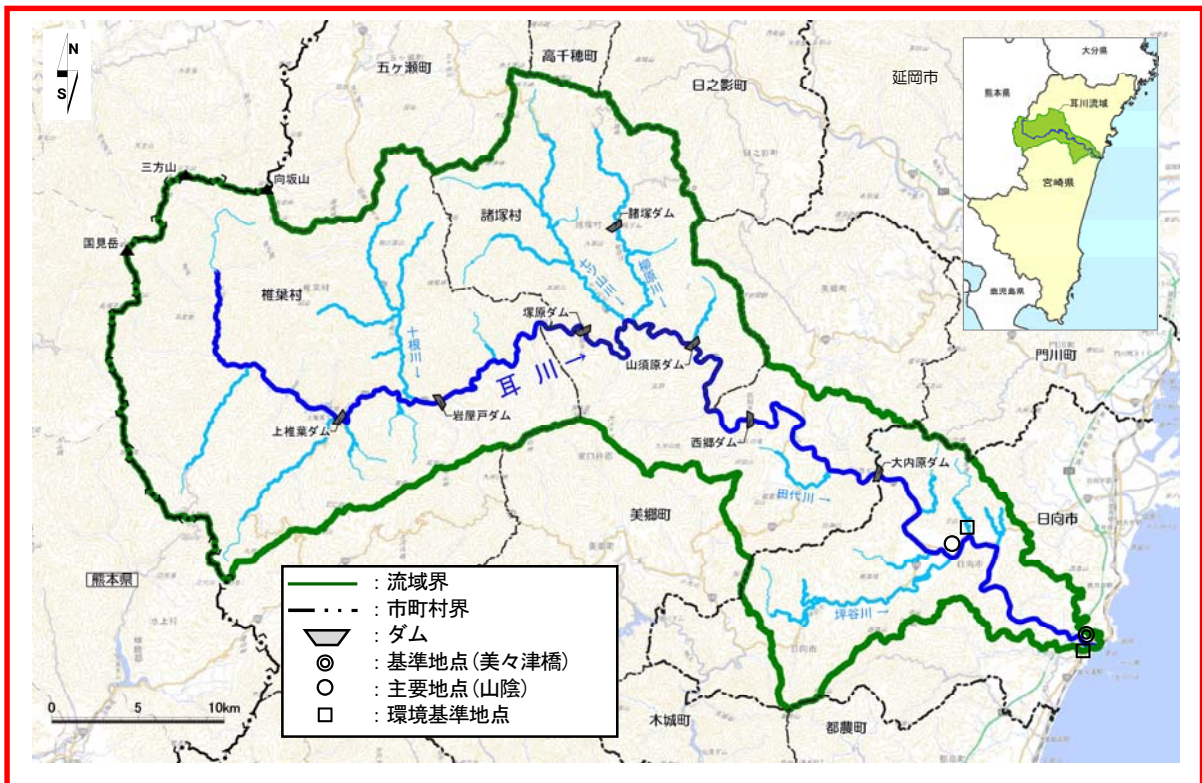 N
S
高千穂町
五ヶ瀬町
日之影町
延岡市
大分県
熊本県
耳川流域
宮崎県
鹿児島県
三方山
向坂山
国見岳
諸塚村
諸塚ダム
椎葉村
七ツ山川→
柳原川→
十根川→
塚原ダム
耳川→
山須原ダム
門川町
上椎葉ダム
岩屋戸ダム
西郷ダム
大内原ダム
田代川→
日向市
美郷町
熊本県
坪谷川→
木城町
都農町
0 5 10km
:流域界
:市町村界
:ダム
:基準地点(美々津橋)
:主要地点(山陰)
:環境基準地点